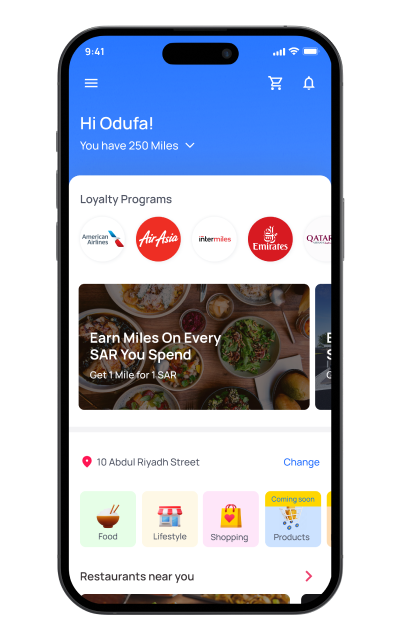 9:41
Hi Odufa!
You have 250 Miles
Loyalty Programs
American
Airlines
AirAsia
intermiles
Emirates
QATAR
Earn Miles On Every
SAR You Spend
Get 1 Mile for 1 SAR
10 Abdul Riyadh Street
Change
Coming soon
Food
Lifestyle
Shopping
Products
Restaurants near you